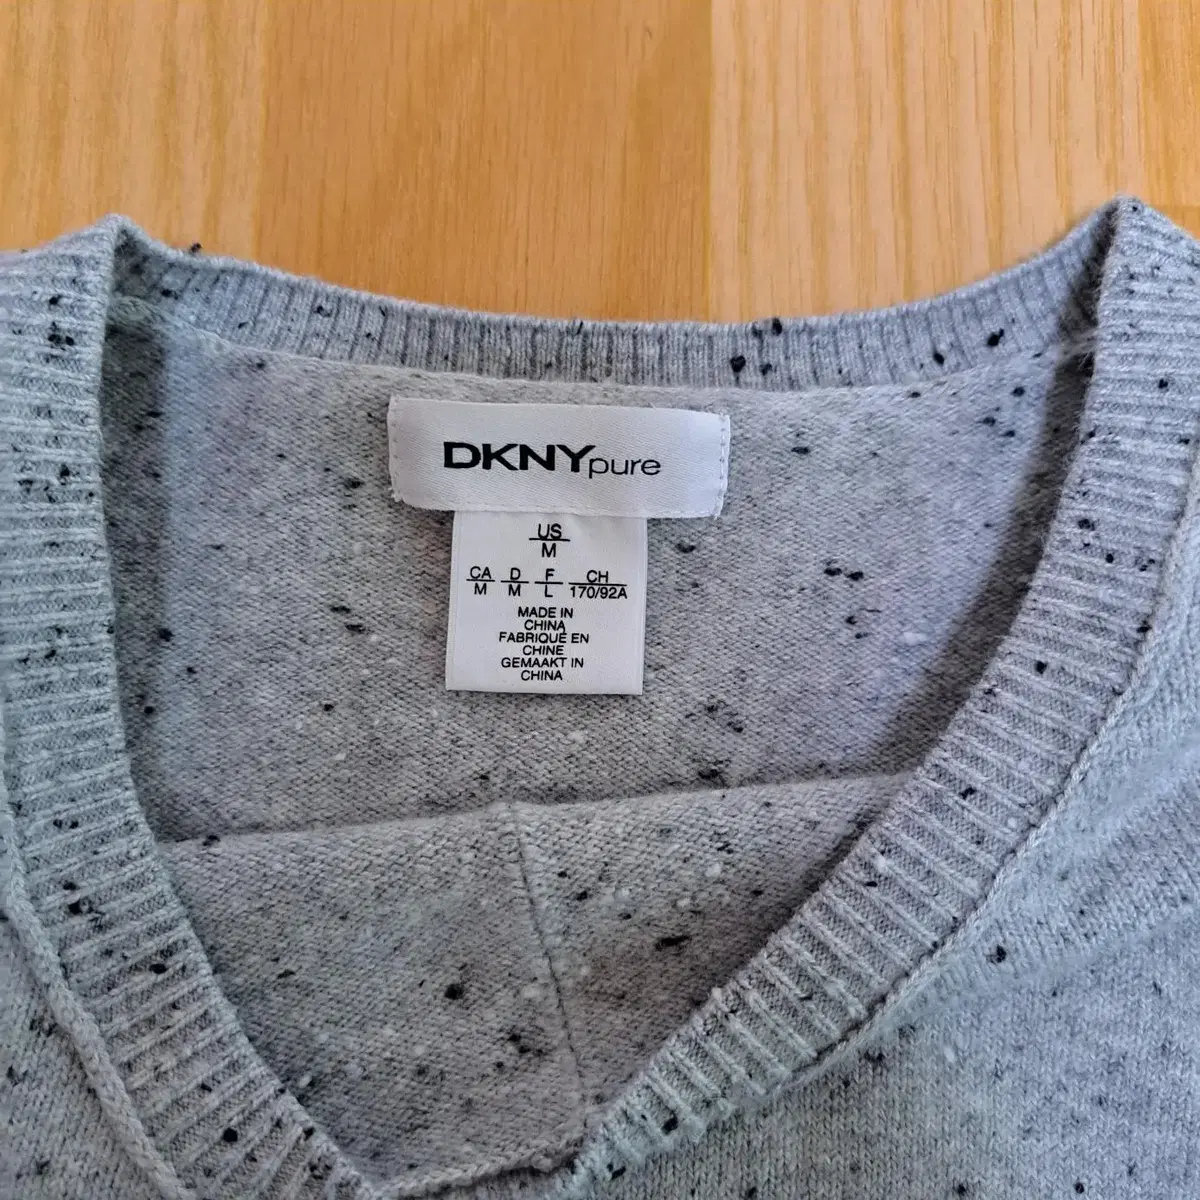 DKNYpure
US
M
CA D F CH
M M L 170/92A
MADE IN
CHINA
FABRIQUÉ EN
CHINE
GEMAAKT IN
CHINA